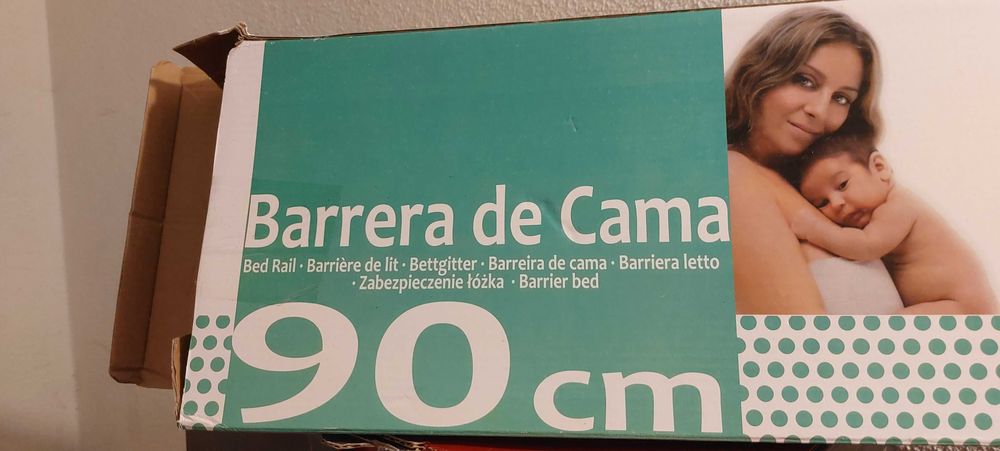 Barrera de Cama
Bed Rail · Barrière de lit · Bettgitter · Barreira de cama · Barriera letto
· Zabezpieczenie łóżka · Barrier bed
90 cm